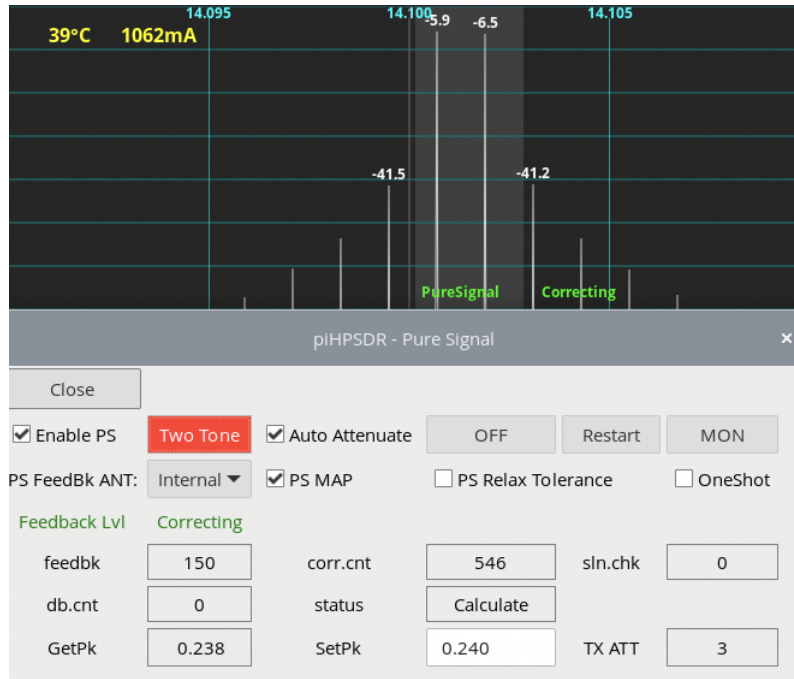 14.095 14.100 14.105
39°C 1062mA -5.9 -6.5
-41.5 -41.2
PureSignal Correcting
piHPSDR - Pure Signal ×
Close
Enable PS Two Tone Auto Attenuate OFF Restart MON
PS FeedBk ANT: Internal PS MAP PS Relax Tolerance OneShot
Feedback Lvl Correcting
feedbk 150 corr.cnt 546 sln.chk 0
db.cnt 0 status Calculate
GetPk 0.238 SetPk 0.240 TX ATT 3